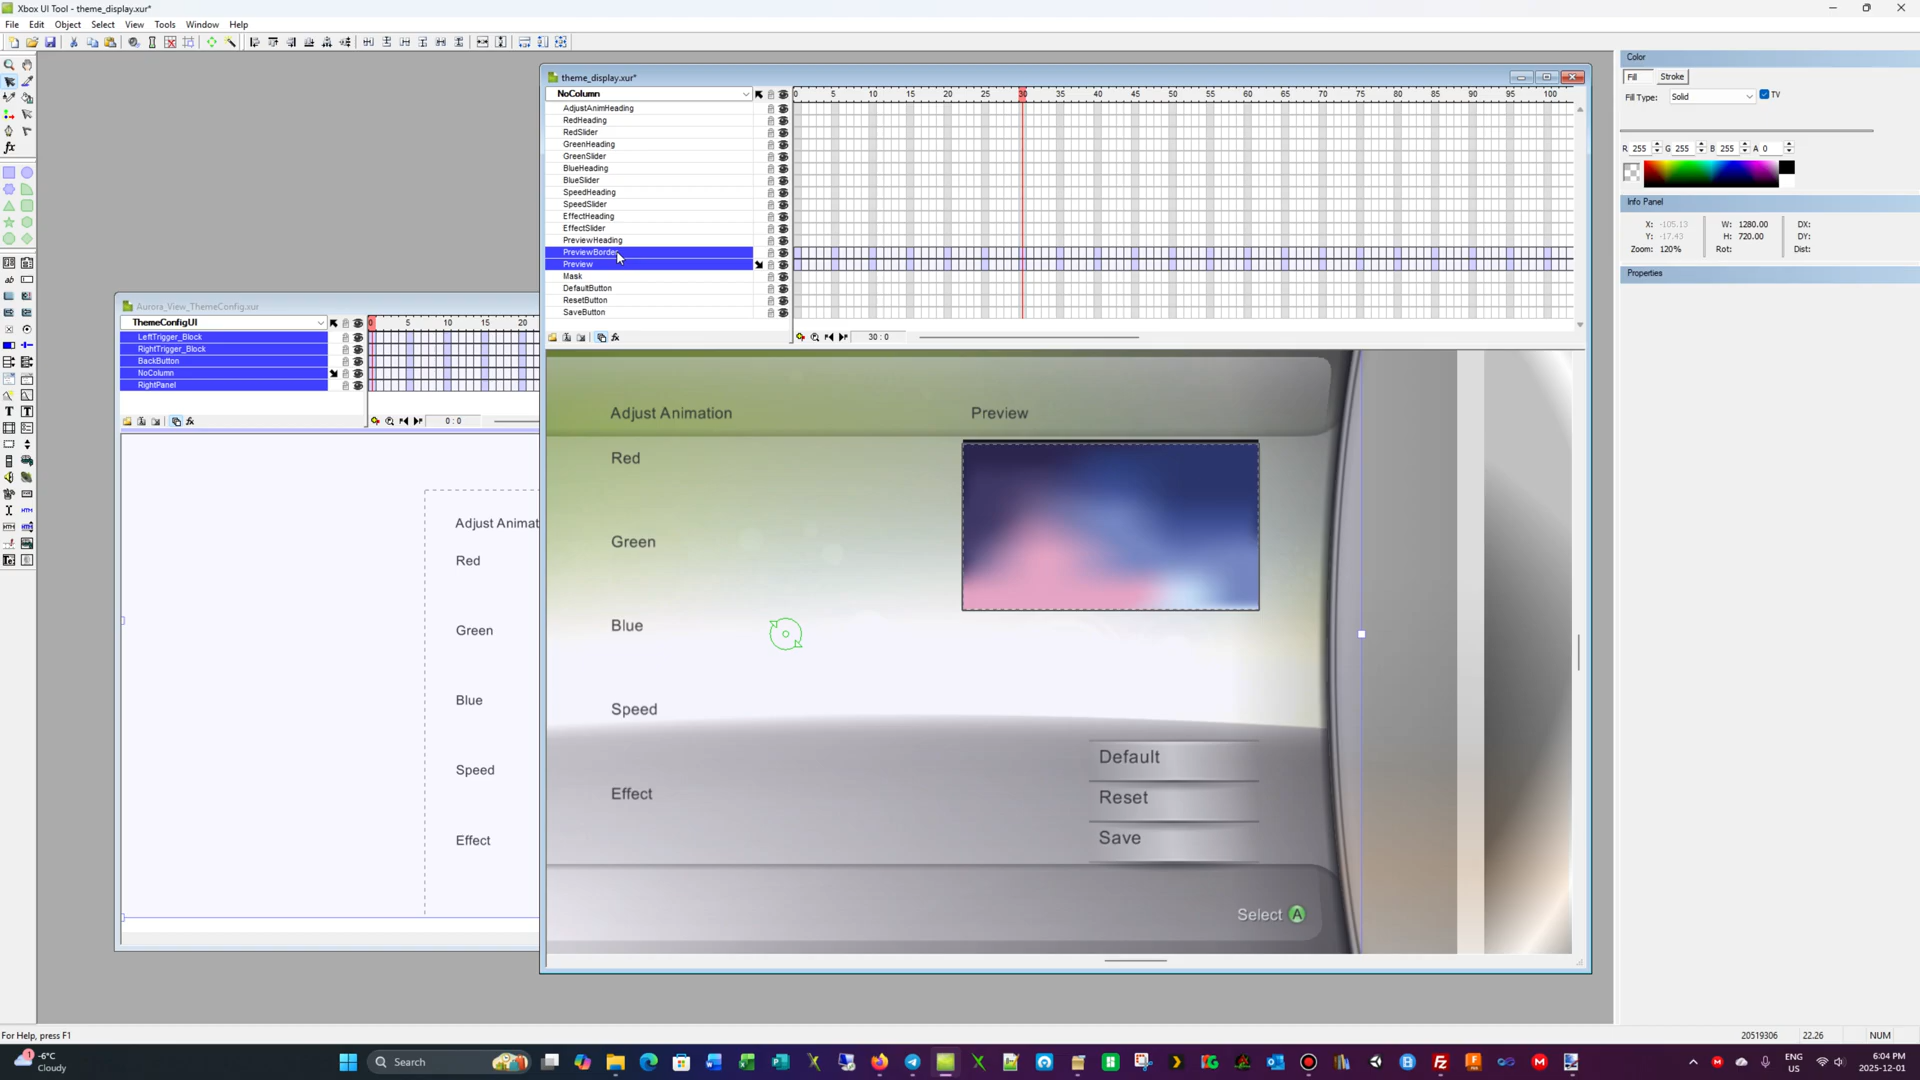 Xbox UI Tool - theme_display.xur*
File Edit Object Select View Tools Window Help
theme_display.xur*
NoColumn
0 5 10 15 20 25 30 35 40 45 50 55 60 65 70 75 80 85 90 95 100
AdjustAnimHeading
RedHeading
RedSlider
GreenHeading
GreenSlider
BlueHeading
BlueSlider
SpeedHeading
SpeedSlider
EffectHeading
EffectSlider
PreviewHeading
PreviewBorder
Preview
Mask
DefaultButton
ResetButton
SaveButton
30 : 0
Aurora_View_ThemeConfig.xur
ThemeConfigUI
0 5 10 15 20
LeftTrigger_Block
RightTrigger_Block
BackButton
NoColumn
RightPanel
0 : 0
Adjust Animat
Red
Green
Blue
Speed
Effect
Adjust Animation
Preview
Red
Green
Blue
Speed
Effect
Default
Reset
Save
Select A
Color
Fill Stroke
Fill Type: Solid TV
R 255 G 255 B 255 A 0
Info Panel
X: -105.13 W: 1280.00 DX:
Y: -17.43 H: 720.00 DY:
Zoom: 120% Rot: Dist:
Properties
For Help, press F1
20519306 22.26 NUM
-6°C
Cloudy
Search
ENG
US
6:04 PM
2025-12-01